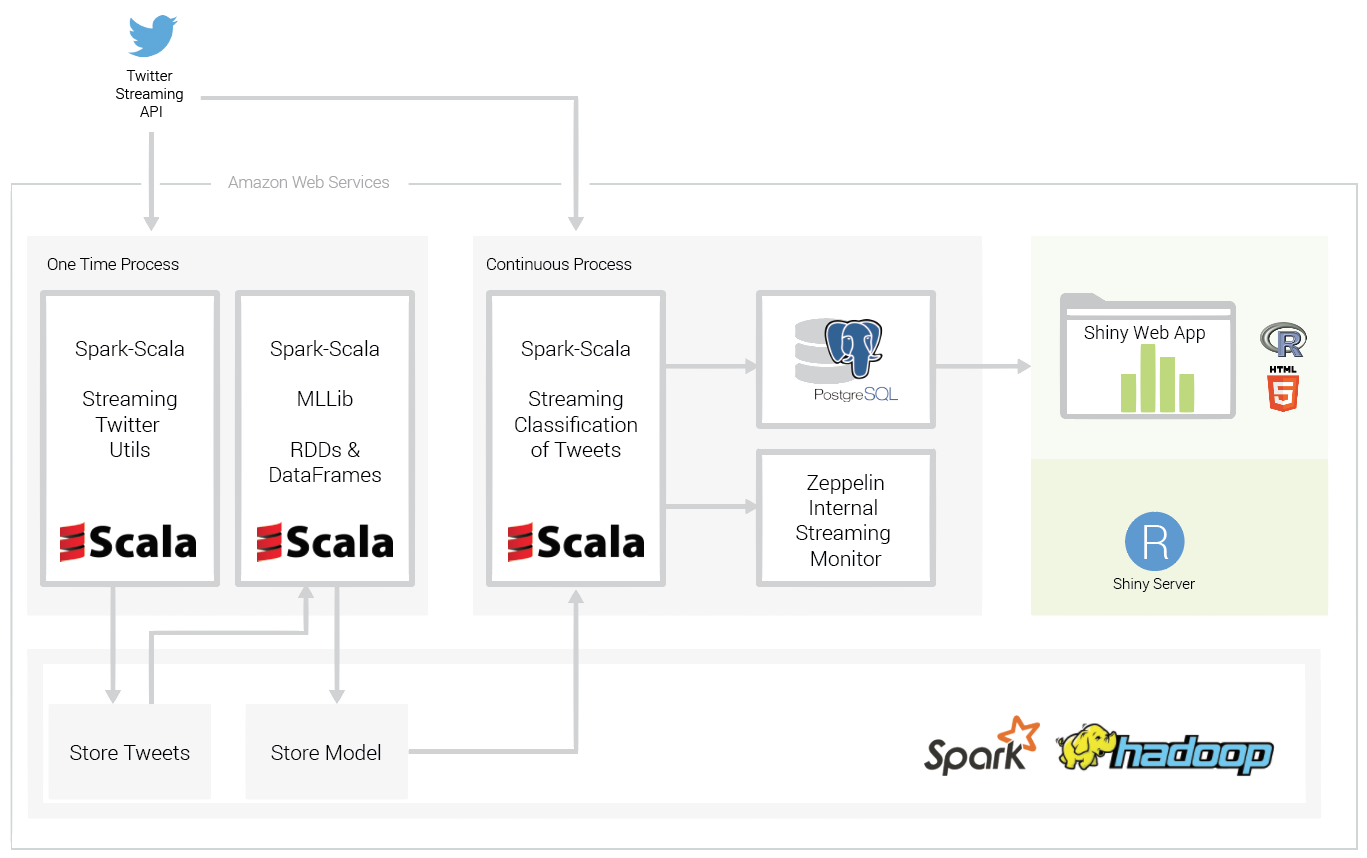 Twitter
Streaming
API
Amazon Web Services
One Time Process
Spark-Scala
Streaming
Twitter
Utils
Scala
Spark-Scala
MLLib
RDDs &
DataFrames
Scala
Continuous Process
Spark-Scala
Streaming
Classification
of Tweets
Scala
PostgreSQL
Zeppelin
Internal
Streaming
Monitor
Shiny Web App
R
HTML
5
R
Shiny Server
Store Tweets
Store Model
Spark
hadoop